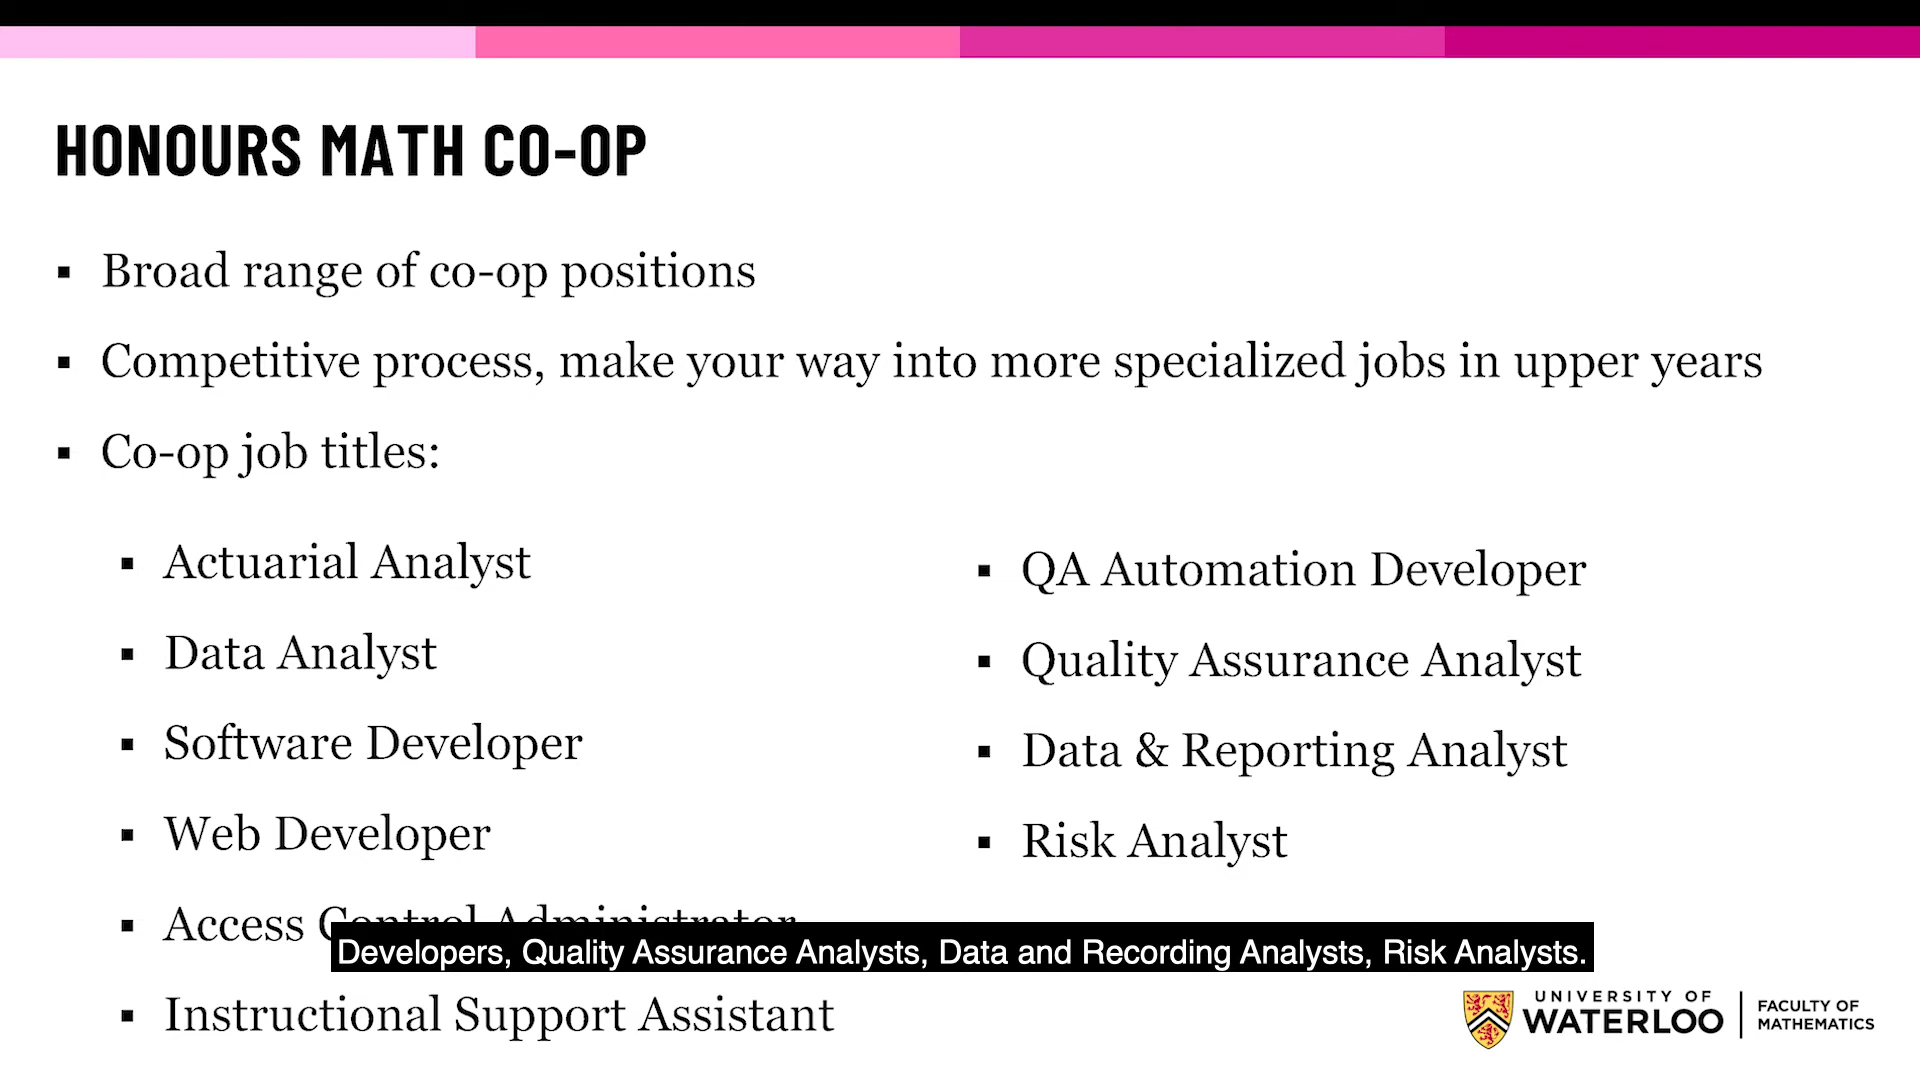 HONOURS MATH CO-OP
▪ Broad range of co-op positions
▪ Competitive process, make your way into more specialized jobs in upper years
▪ Co-op job titles:
▪ Actuarial Analyst
▪ Data Analyst
▪ Software Developer
▪ Web Developer
▪ Access Control Administrator
▪ Instructional Support Assistant
▪ QA Automation Developer
▪ Quality Assurance Analyst
▪ Data & Reporting Analyst
▪ Risk Analyst
Developers, Quality Assurance Analysts, Data and Recording Analysts, Risk Analysts.
UNIVERSITY OF
WATERLOO
FACULTY OF
MATHEMATICS